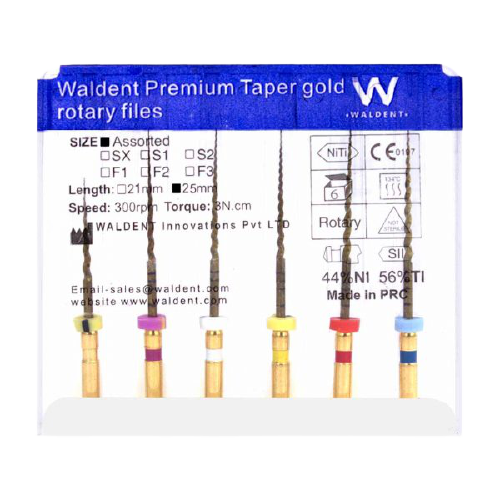 Waldent Premium Taper gold
rotary files
W
WALDENT
SIZE ■ Assorted
□ SX □ S1 □ S2
□ F1 □ F2 □ F3
Length: □ 21mm ■ 25mm
Speed: 300rpm Torque: 3N.cm
WALDENT Innovations Pvt LTD
Email-sales@waldent.com
website www.waldent.com
NiTi
CE 0197
6
Rotary
SII
44%NI 56%TI
Made in PRC